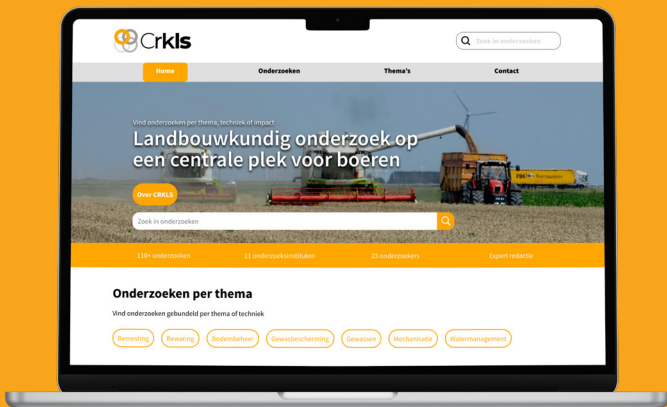 Crkls
Zoek in onderzoeken
Home
Onderzoeken
Thema's
Contact
Vind onderzoeken per thema, techniek of impact
Landbouwkundig onderzoek op
een centrale plek voor boeren
Over CRKLS
Zoek in onderzoeken
119+ onderzoeken
11 onderzoeksinstituten
23 onderzoekers
Expert redactie
Onderzoeken per thema
Vind onderzoeken gebundeld per thema of techniek
Bemesting
Bewaring
Bodembeheer
Gewasbescherming
Gewassen
Mechanisatie
Watermanagement